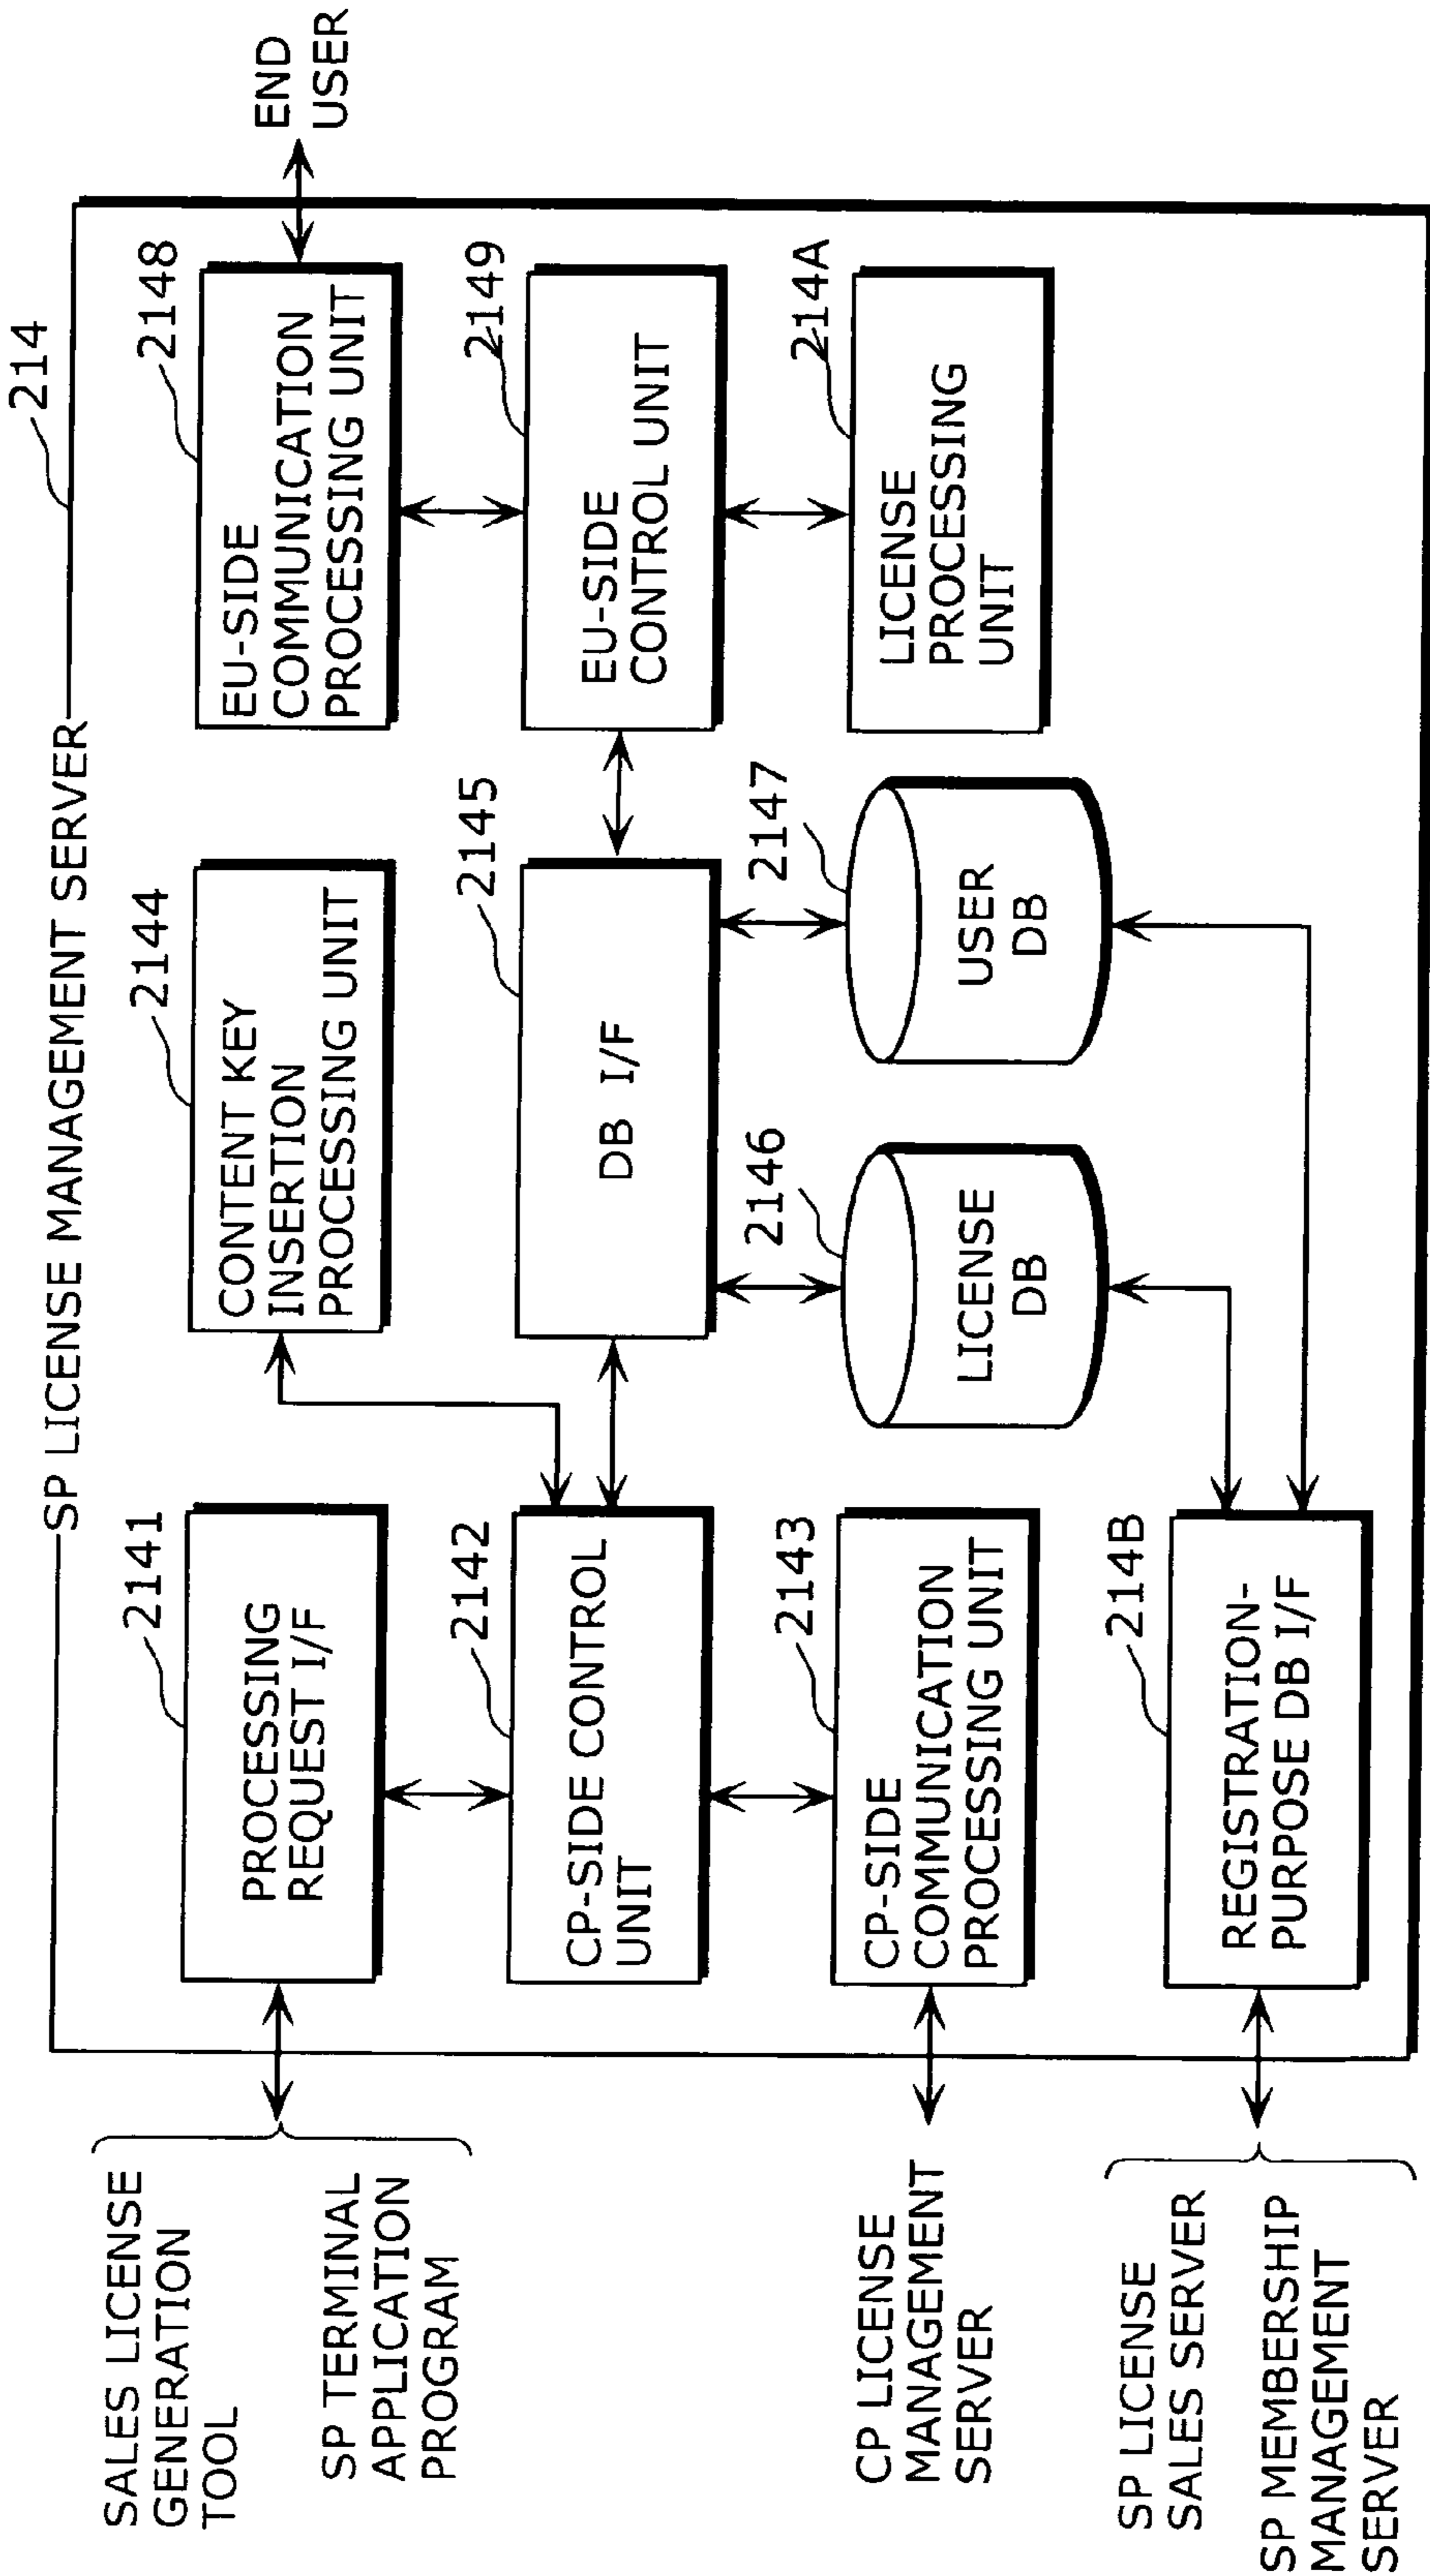 214
SP LICENSE MANAGEMENT SERVER
SALES LICENSE
GENERATION
TOOL
SP TERMINAL
APPLICATION
PROGRAM
2141
PROCESSING
REQUEST I/F
2144
CONTENT KEY
INSERTION
PROCESSING UNIT
2148
EU-SIDE
COMMUNICATION
PROCESSING UNIT
END
USER
2142
CP-SIDE CONTROL
UNIT
2145
DB I/F
2149
EU-SIDE
CONTROL UNIT
CP LICENSE
MANAGEMENT
SERVER
2143
CP-SIDE
COMMUNICATION
PROCESSING UNIT
2146
LICENSE
DB
2147
USER
DB
214A
LICENSE
PROCESSING
UNIT
SP LICENSE
SALES SERVER
SP MEMBERSHIP
MANAGEMENT
SERVER
214B
REGISTRATION-
PURPOSE DB I/F